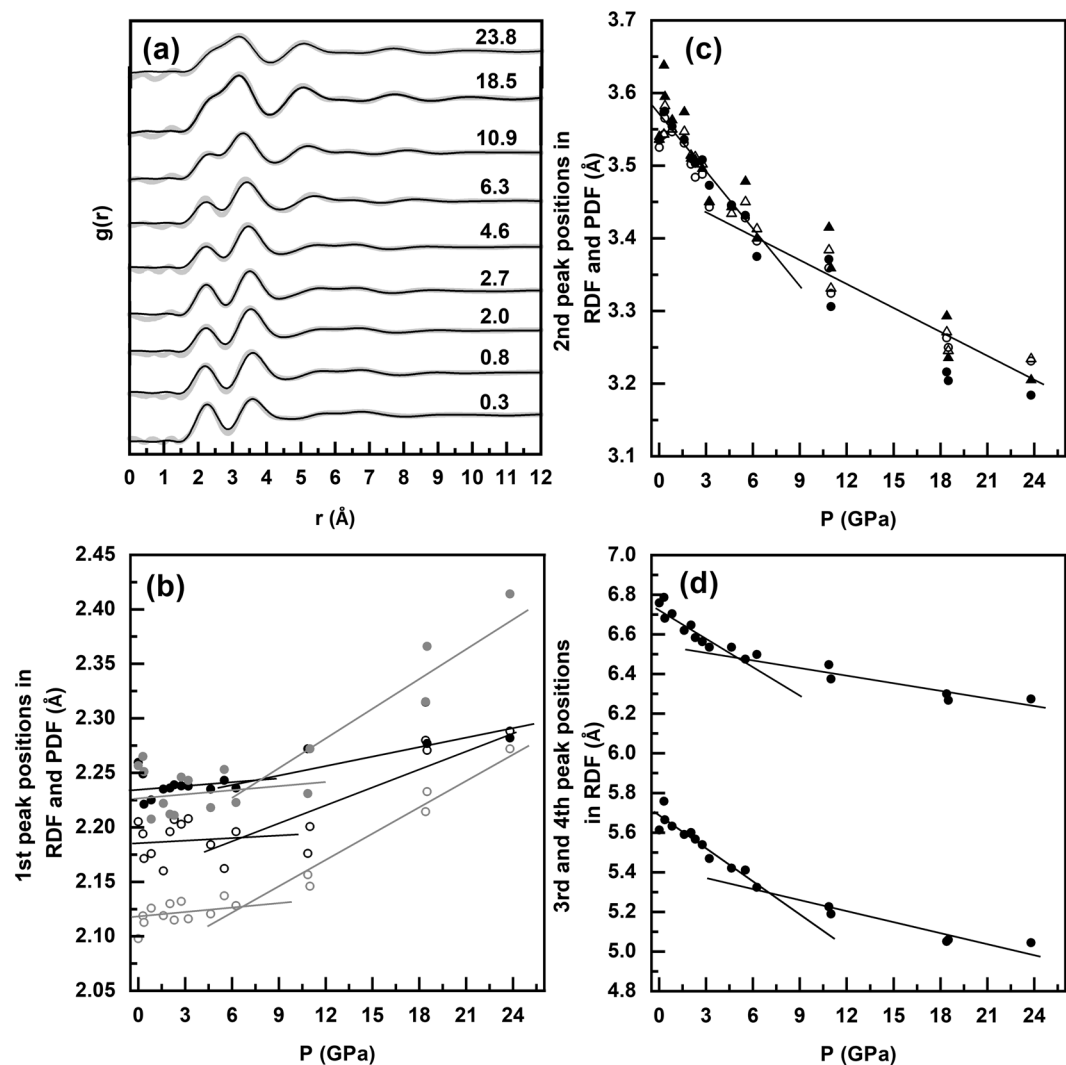 (a)
23.8
18.5
10.9
6.3
4.6
2.7
2.0
0.8
0.3
g(r)
0 1 2 3 4 5 6 7 8 9 10 11 12
r (Å)
(c)
3.7
3.6
3.5
3.4
3.3
3.2
3.1
2nd peak positions in
RDF and PDF (Å)
0 3 6 9 12 15 18 21 24
P (GPa)
(b)
2.45
2.40
2.35
2.30
2.25
2.20
2.15
2.10
2.05
1st peak positions in
RDF and PDF (Å)
0 3 6 9 12 15 18 21 24
P (GPa)
(d)
7.0
6.8
6.6
6.4
6.2
6.0
5.8
5.6
5.4
5.2
5.0
4.8
3rd and 4th peak positions
in RDF (Å)
0 3 6 9 12 15 18 21 24
P (GPa)